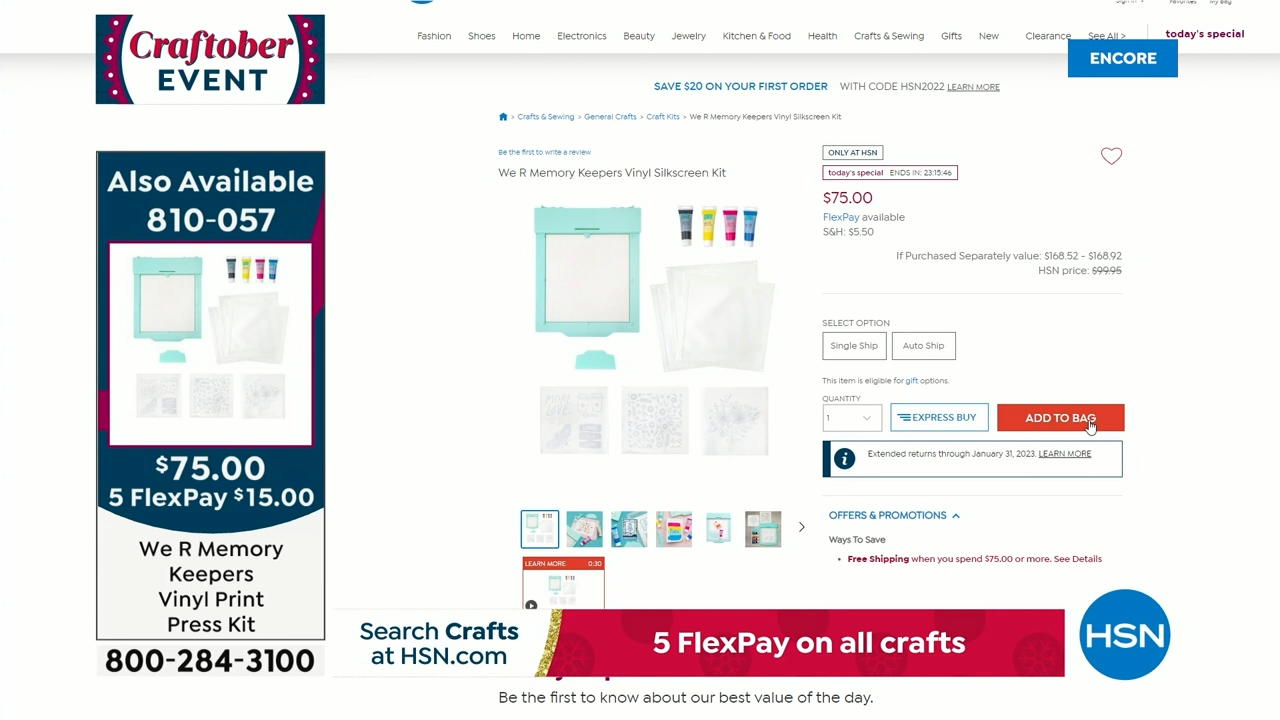 Craftober
EVENT
Fashion Shoes Home Electronics Beauty Jewelry Kitchen & Food Health Crafts & Sewing Gifts New Clearance See All > today's special
ENCORE
SAVE $20 ON YOUR FIRST ORDER WITH CODE HSN2022 LEARN MORE
> Crafts & Sewing > General Crafts > Craft Kits > We R Memory Keepers Vinyl Silkscreen Kit
Also Available
810-057
$75.00
5 FlexPay $15.00
We R Memory
Keepers
Vinyl Print
Press Kit
800-284-3100
Be the first to write a review
We R Memory Keepers Vinyl Silkscreen Kit
MORE
LOVE
ONLY AT HSN
today's special ENDS IN: 23:15:46
$75.00
FlexPay available
S&H: $5.50
If Purchased Separately value: $168.52 - $168.92
HSN price: $99.95
SELECT OPTION
Single Ship Auto Ship
This item is eligible for gift options.
QUANTITY
1 EXPRESS BUY ADD TO BAG
i Extended returns through January 31, 2023. LEARN MORE
OFFERS & PROMOTIONS
Ways To Save
• Free Shipping when you spend $75.00 or more. See Details
LEARN MORE 0:30
Search Crafts
at HSN.com
5 FlexPay on all crafts
HSN
Be the first to know about our best value of the day.